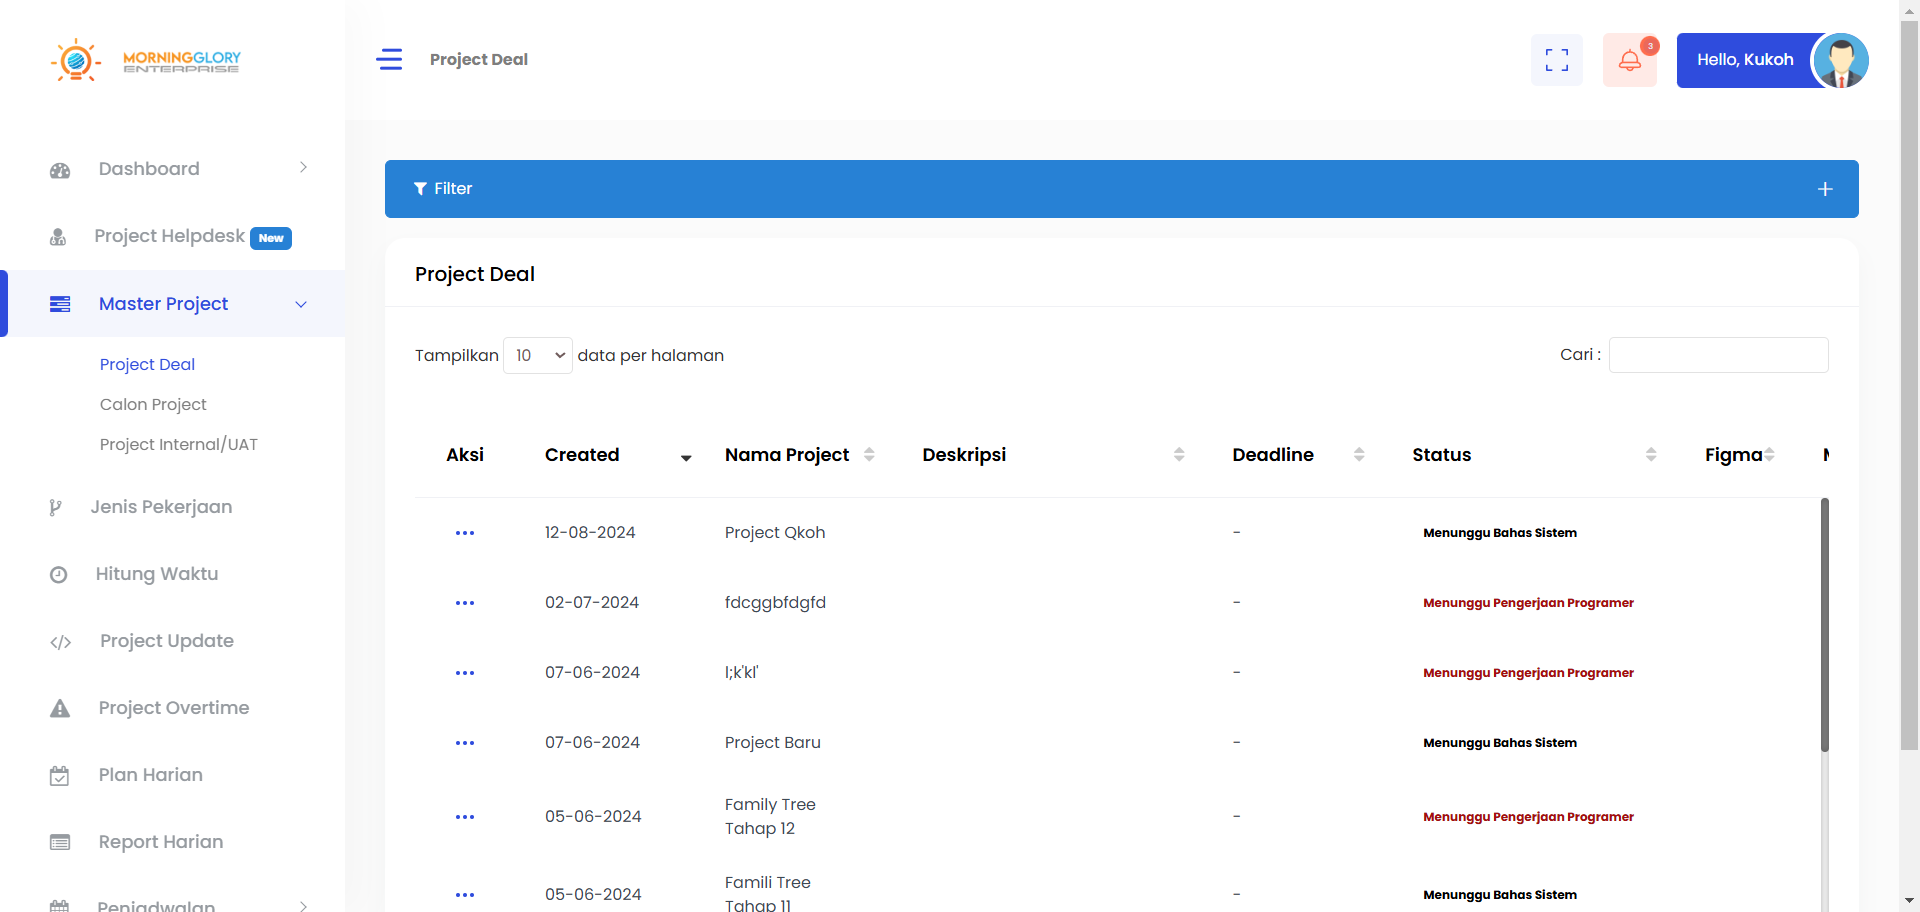 MORNINGGLORY
ENTERPRISE
Project Deal
3
Hello, Kukoh
Dashboard
Project Helpdesk New
Master Project
Project Deal
Calon Project
Project Internal/UAT
Jenis Pekerjaan
Hitung Waktu
Project Update
Project Overtime
Plan Harian
Report Harian
Penjadwalan
Filter
Project Deal
Tampilkan 10 data per halaman
Cari :
Aksi Created Nama Project Deskripsi Deadline Status Figma
12-08-2024 Project Qkoh - Menunggu Bahas Sistem
02-07-2024 fdcggbfdgfd - Menunggu Pengerjaan Programer
07-06-2024 l;k'kl' - Menunggu Pengerjaan Programer
07-06-2024 Project Baru - Menunggu Bahas Sistem
05-06-2024 Family Tree Tahap 12 - Menunggu Pengerjaan Programer
05-06-2024 Famili Tree Tahap 11 - Menunggu Bahas Sistem